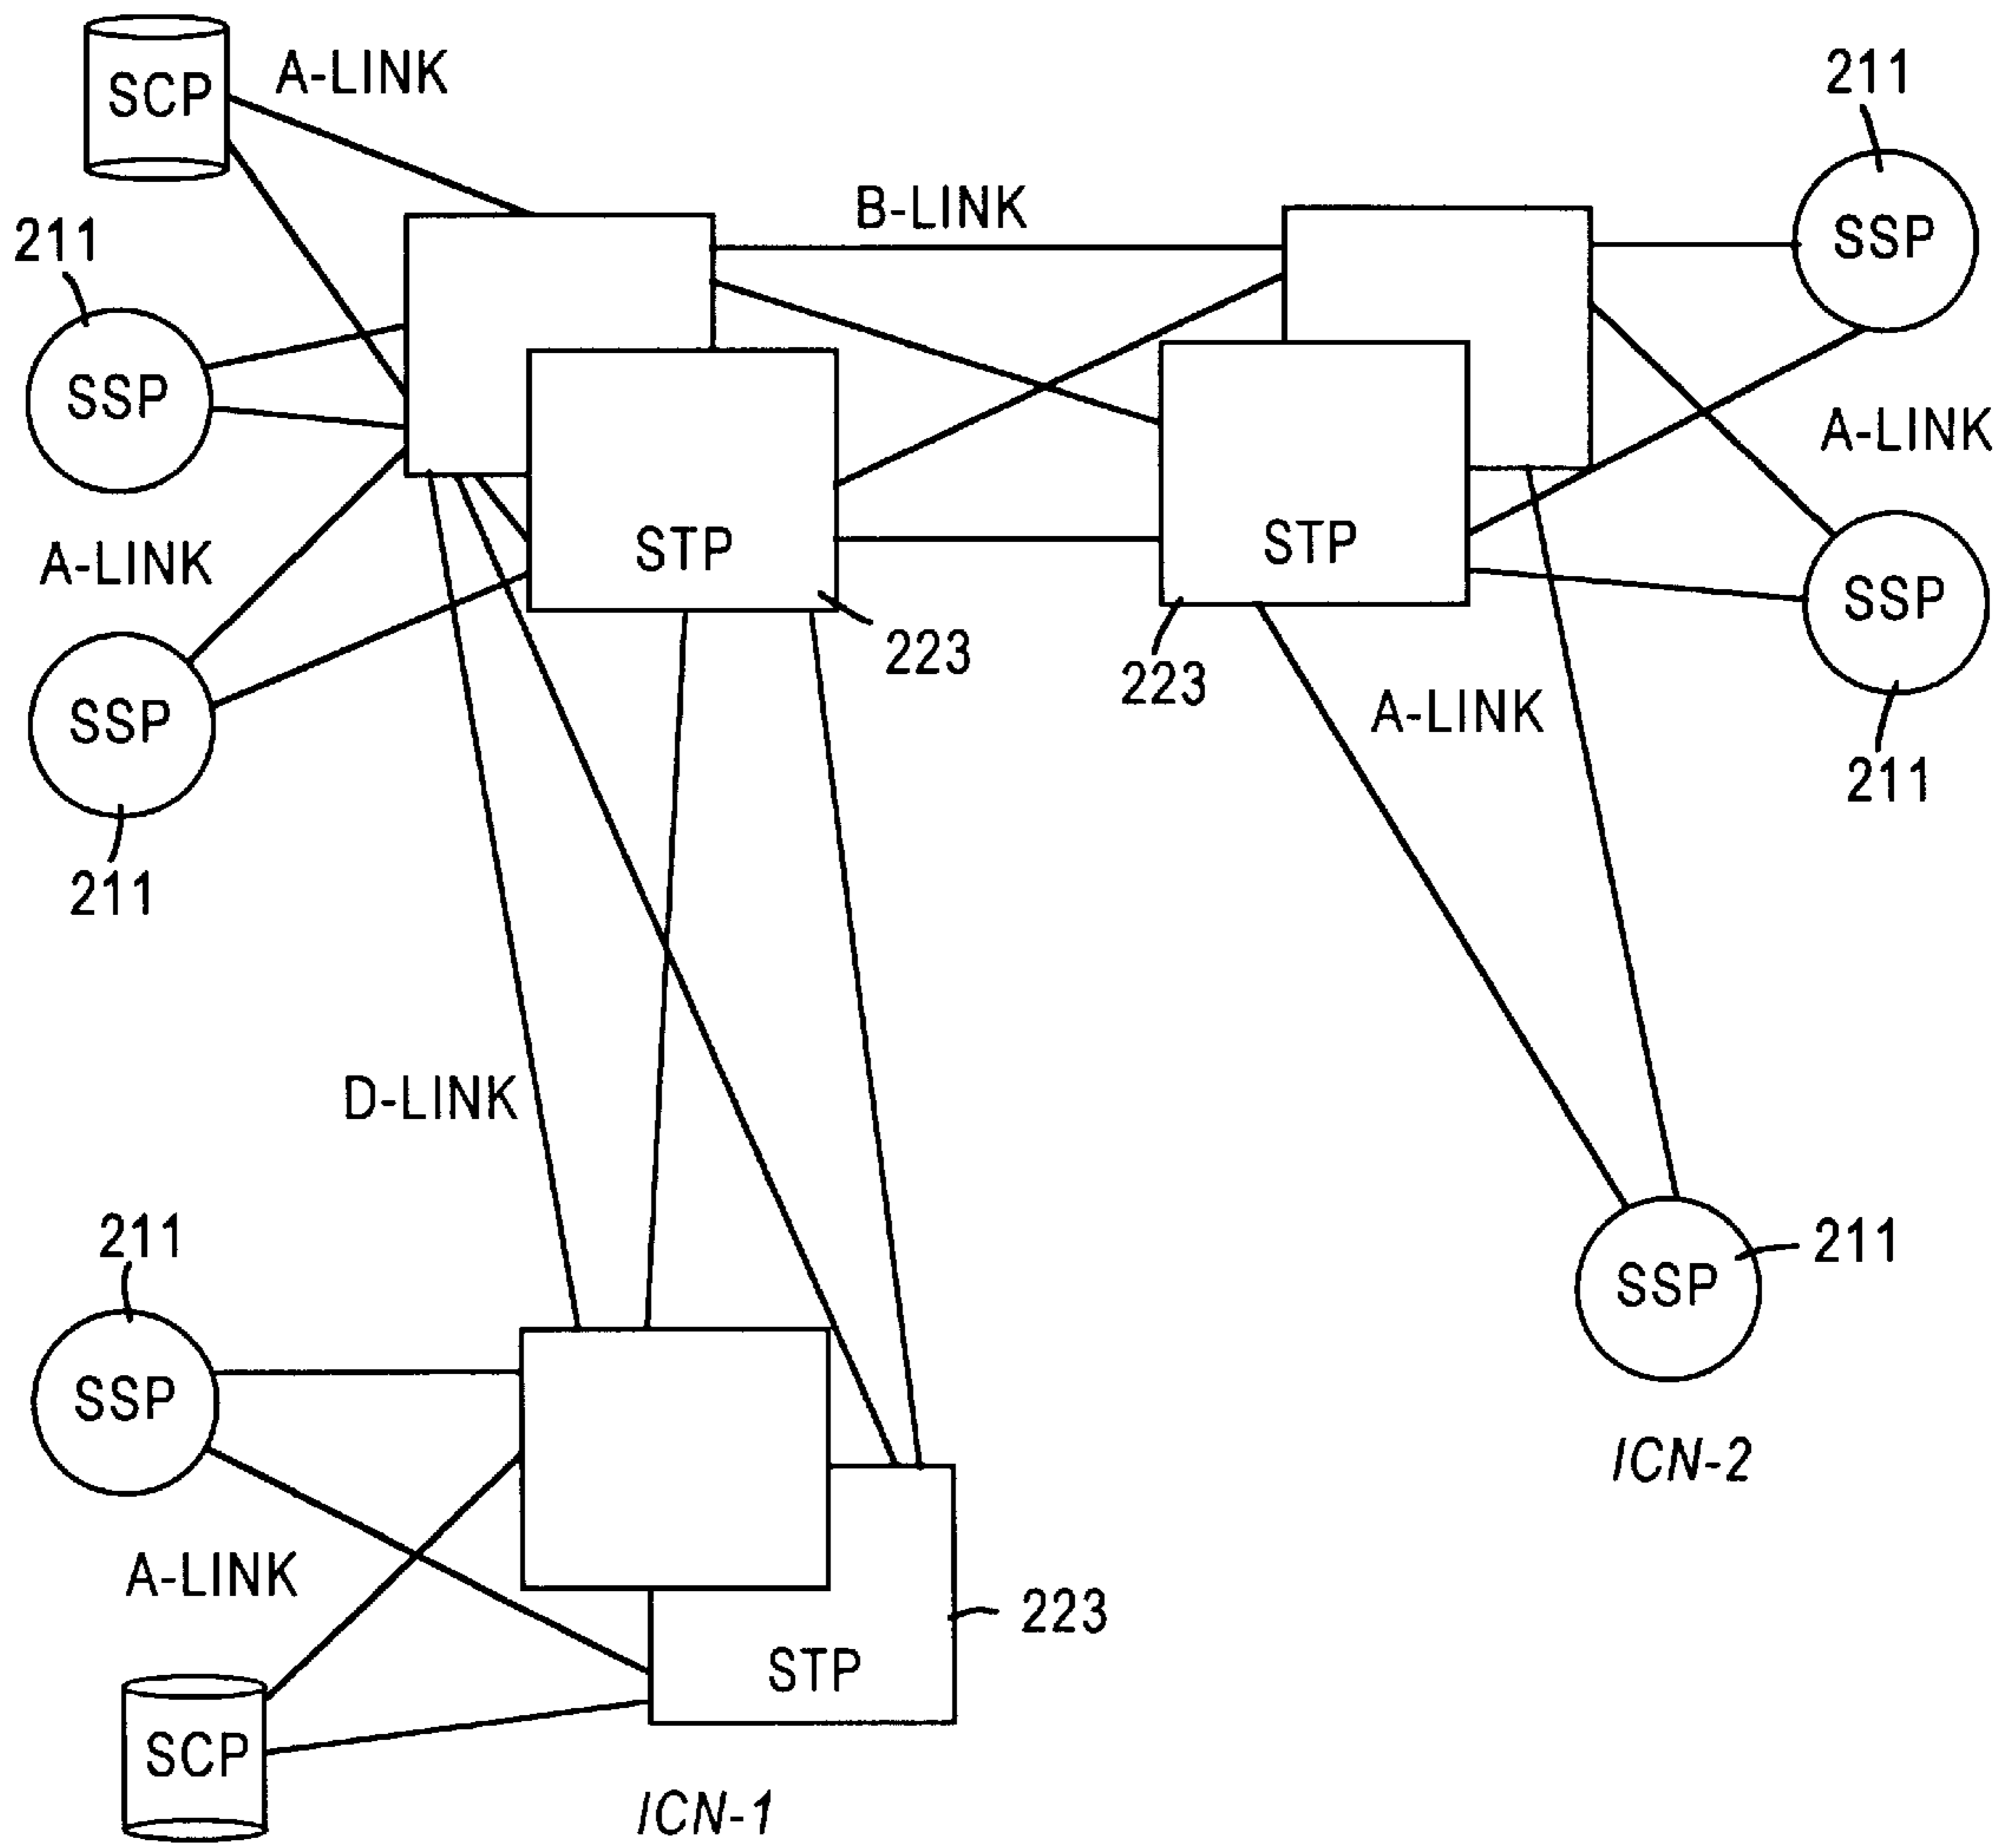 SCP
A-LINK
211
B-LINK
211
SSP
SSP
A-LINK
A-LINK
STP
STP
SSP
223
223
A-LINK
SSP
211
211
D-LINK
211
SSP
211
SSP
ICN-2
A-LINK
223
STP
SCP
ICN-1